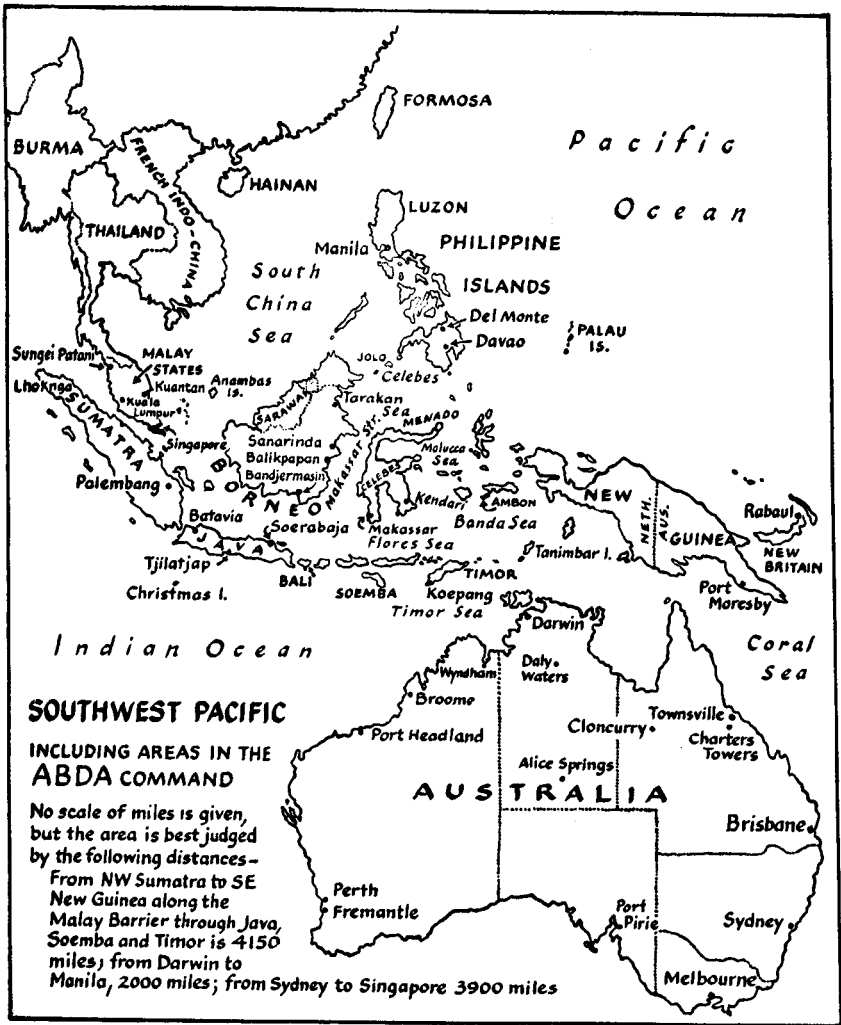 FORMOSA
Pacific
Ocean
BURMA
FRENCH INDO-CHINA
HAINAN
LUZON
THAILAND
Manila
PHILIPPINE
ISLANDS
South
China
Sea
Del Monte
Davao
PALAU
IS.
Sungei Patani
MALAY
STATES
JOLO
Celebes
Sea
Lhoknga
Kuantan
Anambas
IS.
Kuala
Lumpur
SARAWAK
Tarakan
SUMATRA
Singapore
MENADO
Makassar Str.
Sanarinda
Balikpapan
Bandjermasin
Molucca
Sea
Palembang
BORNEO
CELEBES
Kendari
AMBON
NEW
GUINEA
NETH.
AUS.
Rabaul
NEW
BRITAIN
Batavia
Soerabaja
Makassar
Banda Sea
Flores Sea
JAVA
Tanimbar I.
Tjilatjap
BALI
TIMOR
Christmas I.
SOEMBA
Koepang
Timor Sea
Port
Moresby
Indian Ocean
Darwin
Coral
Sea
Wyndham
Daly
Waters
Broome
SOUTHWEST PACIFIC
Port Headland
Cloncurry
Townsville
Charters
Towers
INCLUDING AREAS IN THE
ABDA COMMAND
Alice Springs
AUSTRALIA
No scale of miles is given,
but the area is best judged
by the following distances-
From NW Sumatra to SE
New Guinea along the
Malay Barrier through Java,
Soemba and Timor is 4150
miles; from Darwin to
Manila, 2000 miles; from Sydney to Singapore 3900 miles
Brisbane
Perth
Fremantle
Port
Pirie
Sydney
Melbourne